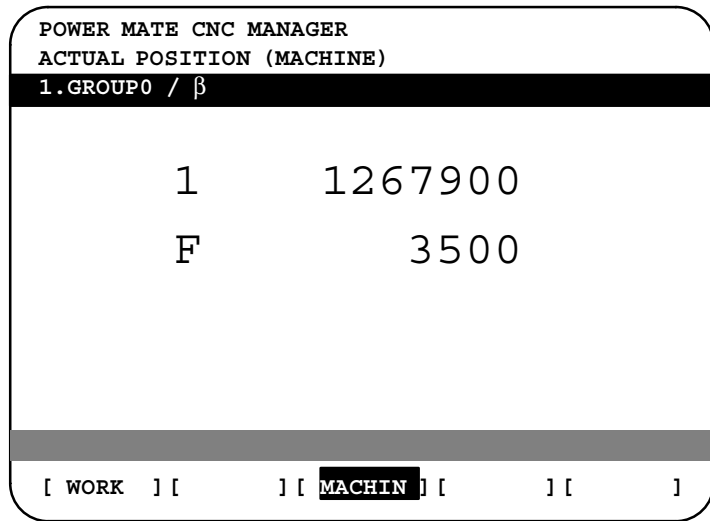 POWER MATE CNC MANAGER
ACTUAL POSITION (MACHINE)
1.GROUP0 / β
1 1267900
F 3500
[ WORK ] [ ] [ MACHIN ] [ ] [ ]